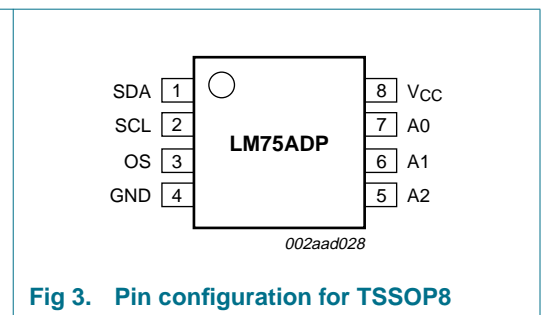 SDA 1 8 VCC
SCL 2 7 A0
LM75ADP
OS 3 6 A1
GND 4 5 A2
002aad028
Fig 3. Pin configuration for TSSOP8